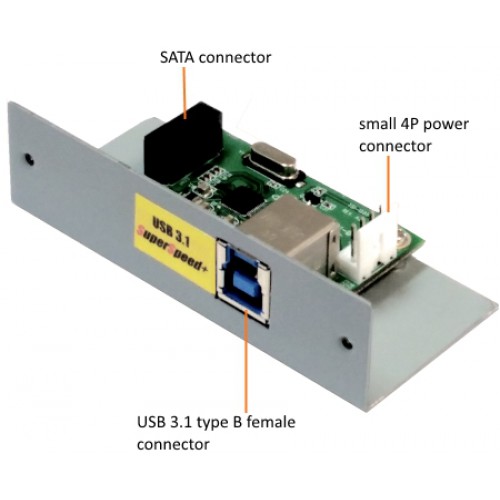 SATA connector
small 4P power
connector
USB 3.1
SuperSpeed+
USB 3.1 type B female
connector